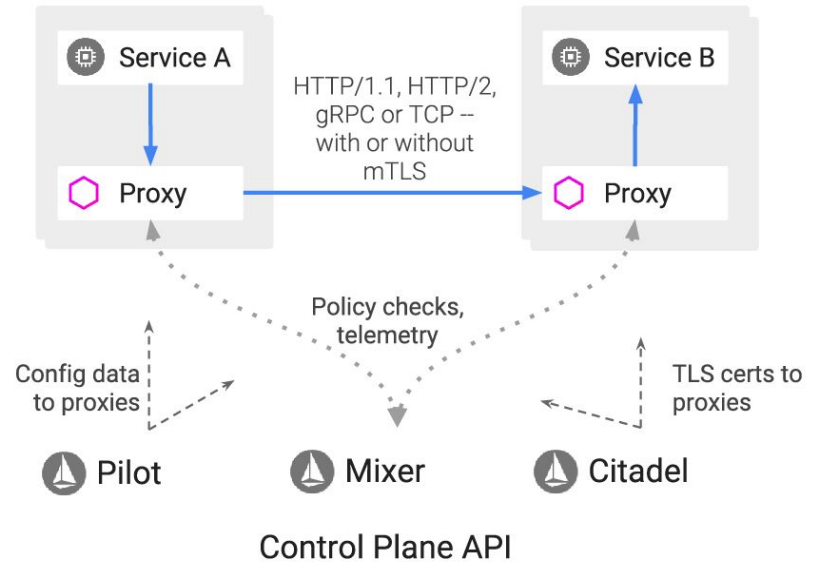 Service A
Service B
HTTP/1.1, HTTP/2,
gRPC or TCP --
with or without
mTLS
Proxy
Proxy
Policy checks,
telemetry
Config data
to proxies
TLS certs to
proxies
Pilot
Mixer
Citadel
Control Plane API